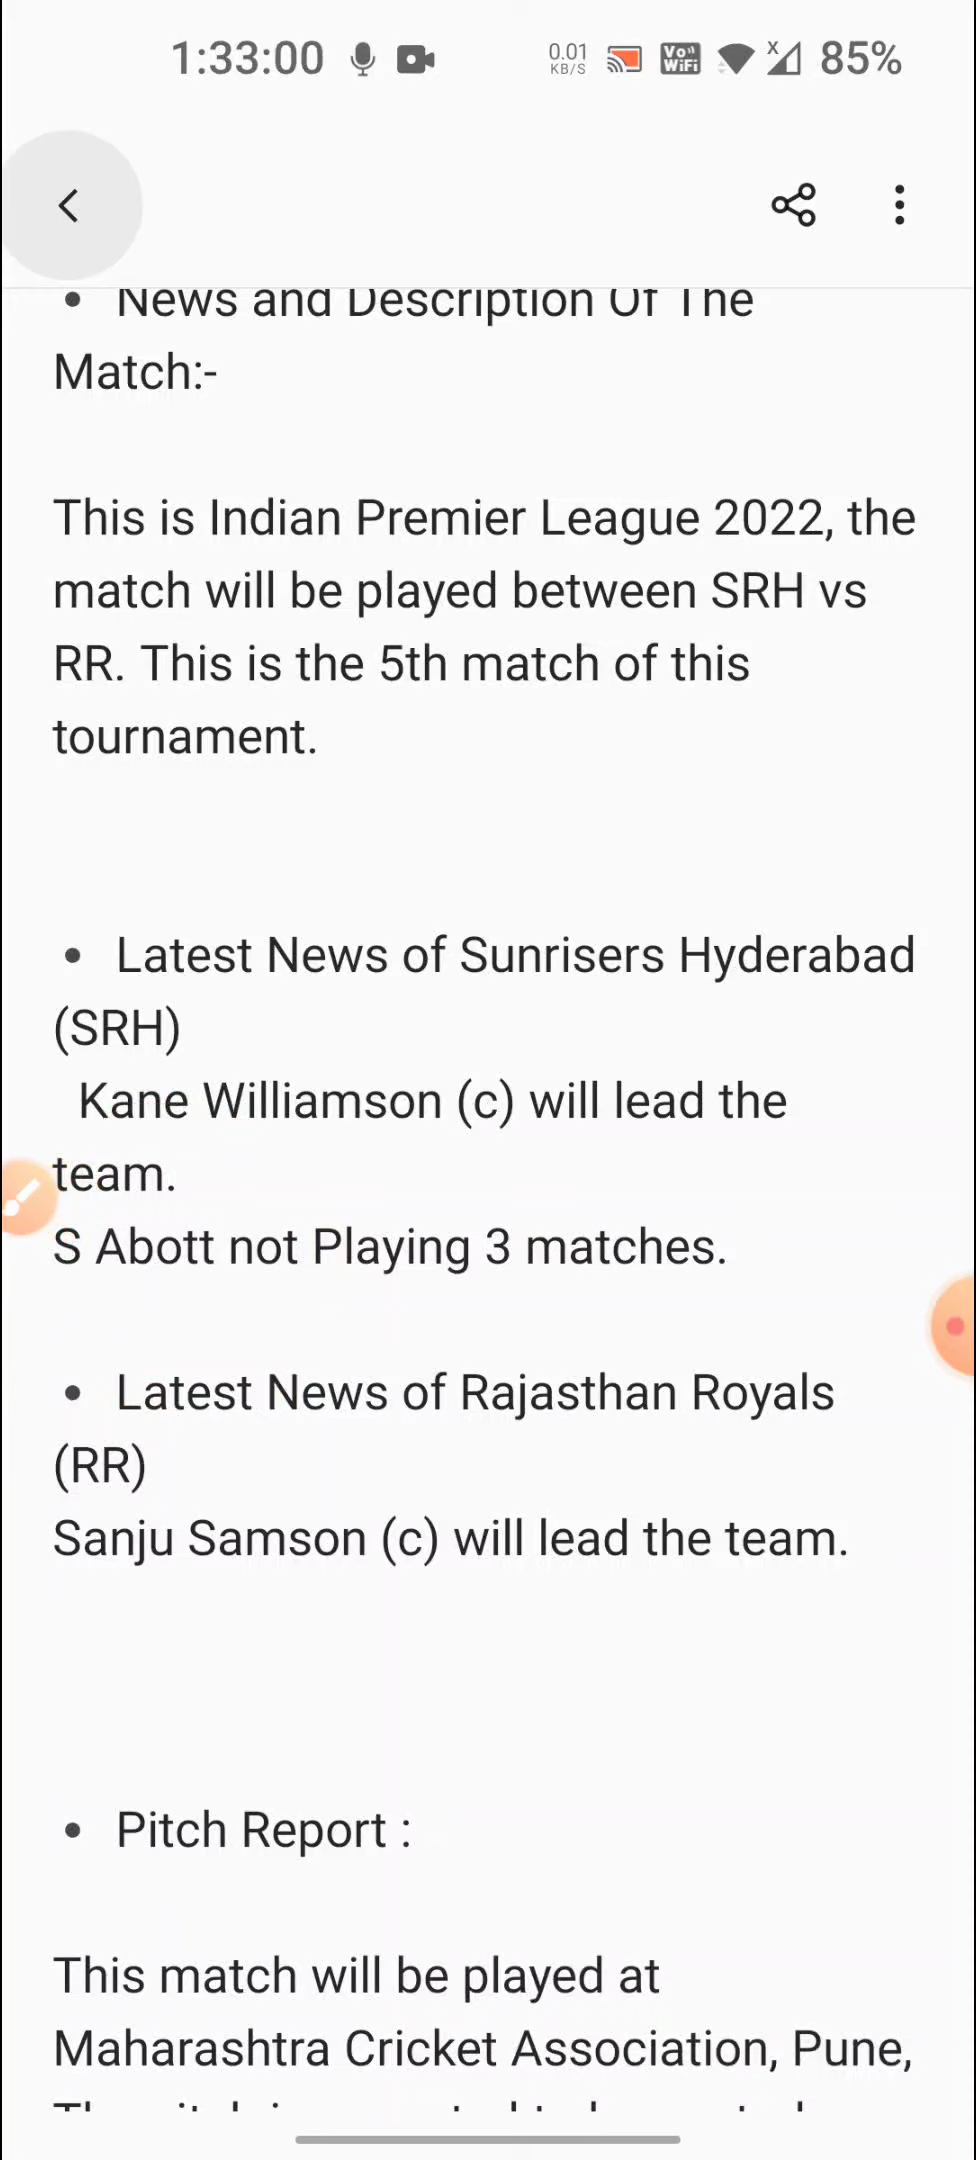 1:33:00 0.01 KB/S Vo)) WiFi X 85%
• News and Description Of The
Match:-
This is Indian Premier League 2022, the
match will be played between SRH vs
RR. This is the 5th match of this
tournament.
• Latest News of Sunrisers Hyderabad
(SRH)
Kane Williamson (c) will lead the
team.
S Abott not Playing 3 matches.
• Latest News of Rajasthan Royals
(RR)
Sanju Samson (c) will lead the team.
• Pitch Report :
This match will be played at
Maharashtra Cricket Association, Pune,